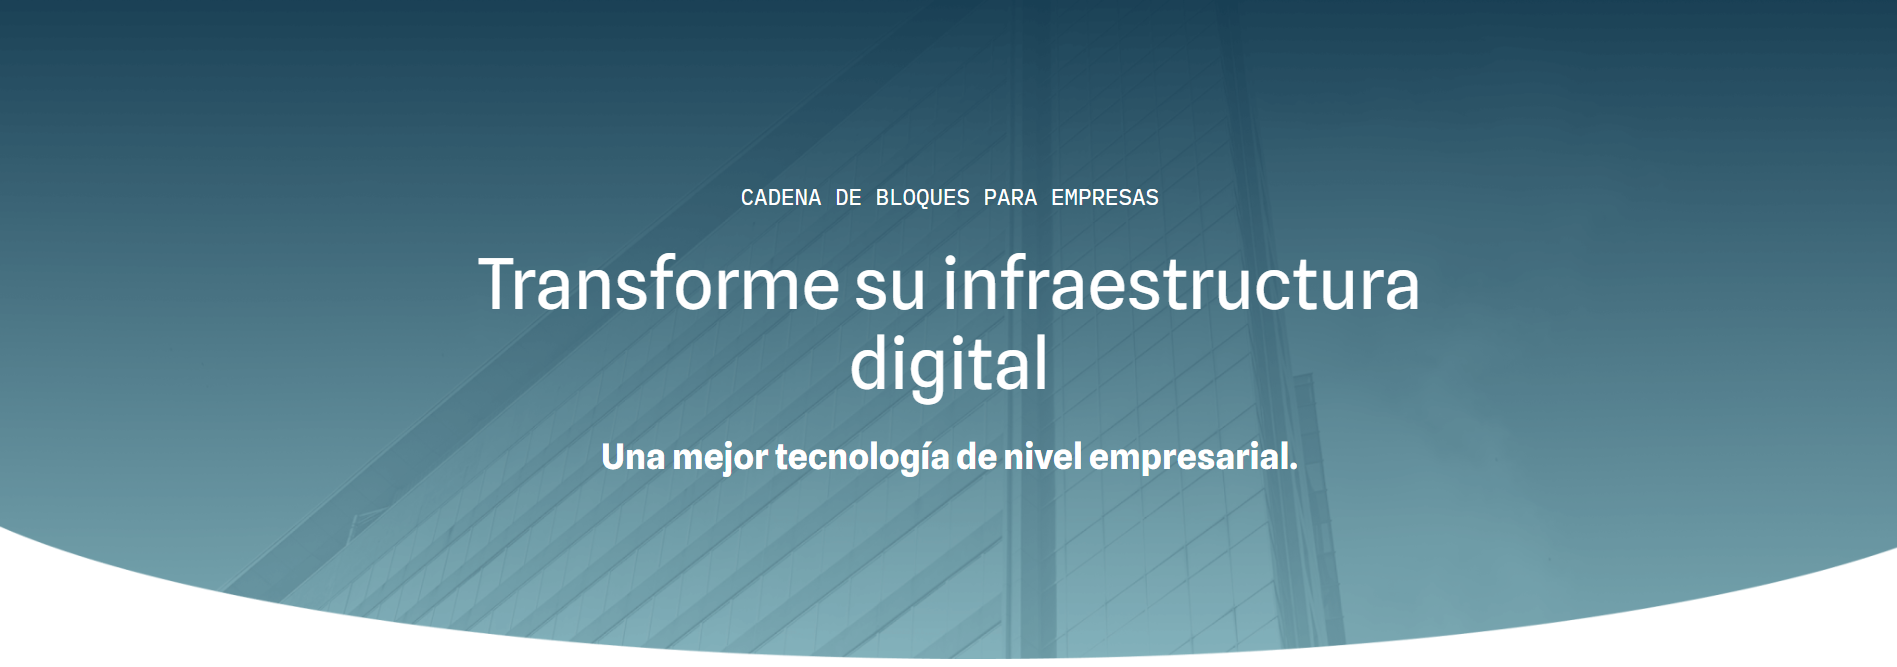 CADENA DE BLOQUES PARA EMPRESAS
Transforme su infraestructura
digital
Una mejor tecnología de nivel empresarial.